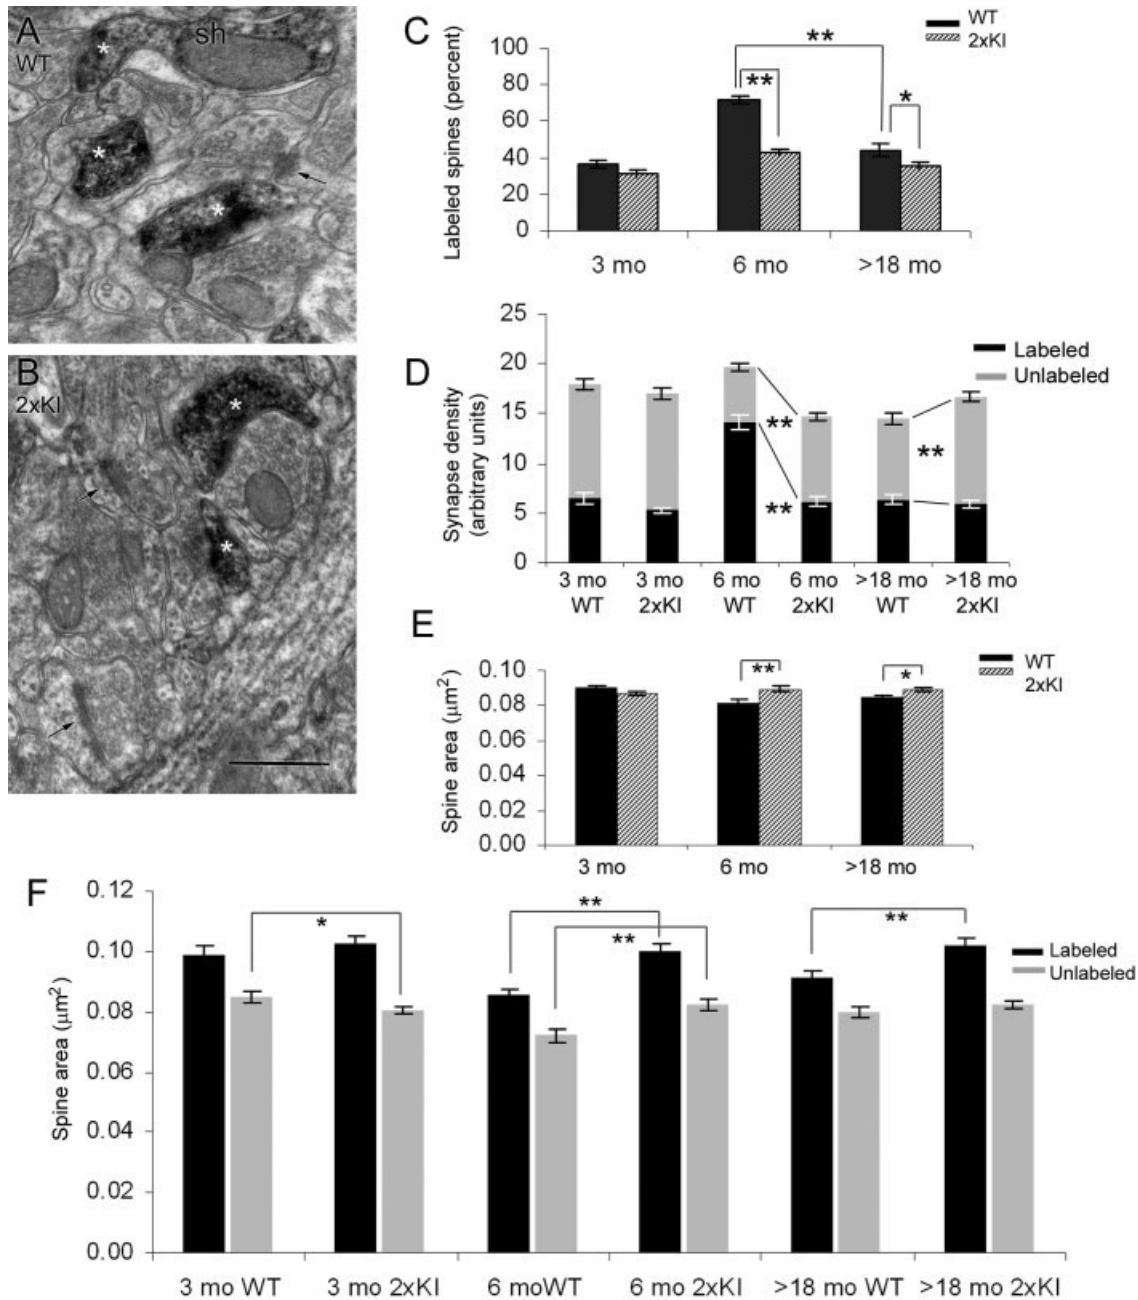 A
WT
sh
*
*
*
B
2xKI
*
*
C
WT
2xKI
Labeled spines (percent)
100
80
60
40
20
0
**
**
*
3 mo
6 mo
>18 mo
D
Labeled
Unlabeled
Synapse density
(arbitrary units)
25
20
15
10
5
0
**
**
**
3 mo
WT
3 mo
2xKI
6 mo
WT
6 mo
2xKI
>18 mo
WT
>18 mo
2xKI
E
WT
2xKI
Spine area (µm²)
0.10
0.08
0.06
0.04
0.02
0.00
**
*
3 mo
6 mo
>18 mo
F
Labeled
Unlabeled
Spine area (µm²)
0.12
0.10
0.08
0.06
0.04
0.02
0.00
*
**
**
**
3 mo WT
3 mo 2xKI
6 moWT
6 mo 2xKI
>18 mo WT
>18 mo 2xKI